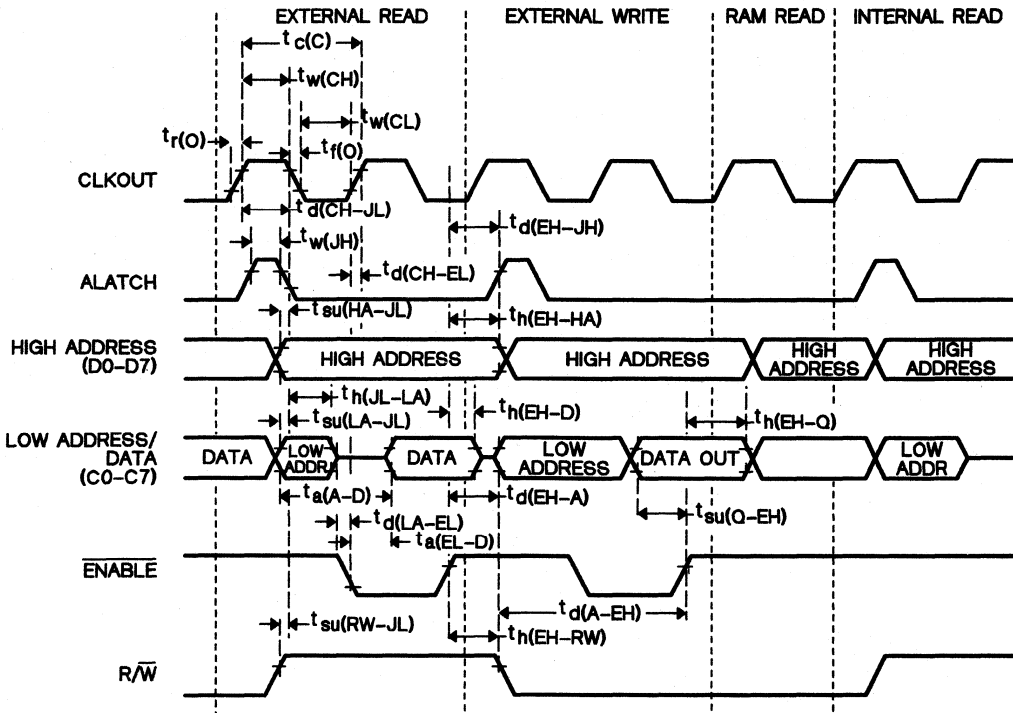 EXTERNAL READ
EXTERNAL WRITE
RAM READ
INTERNAL READ
tc(C)
tw(CH)
tw(CL)
tr(O)
tf(O)
CLKOUT
td(CH-JL)
td(EH-JH)
tw(JH)
td(CH-EL)
ALATCH
tsu(HA-JL)
th(EH-HA)
HIGH ADDRESS
(D0-D7)
HIGH ADDRESS
HIGH ADDRESS
HIGH
ADDRESS
HIGH
ADDRESS
th(JL-LA)
th(EH-D)
tsu(LA-JL)
th(EH-Q)
LOW ADDRESS/
DATA
(C0-C7)
DATA
LOW
ADDR
DATA
LOW
ADDRESS
DATA OUT
LOW
ADDR
ta(A-D)
td(EH-A)
td(LA-EL)
tsu(Q-EH)
ta(EL-D)
ENABLE
td(A-EH)
tsu(RW-JL)
th(EH-RW)
R/W